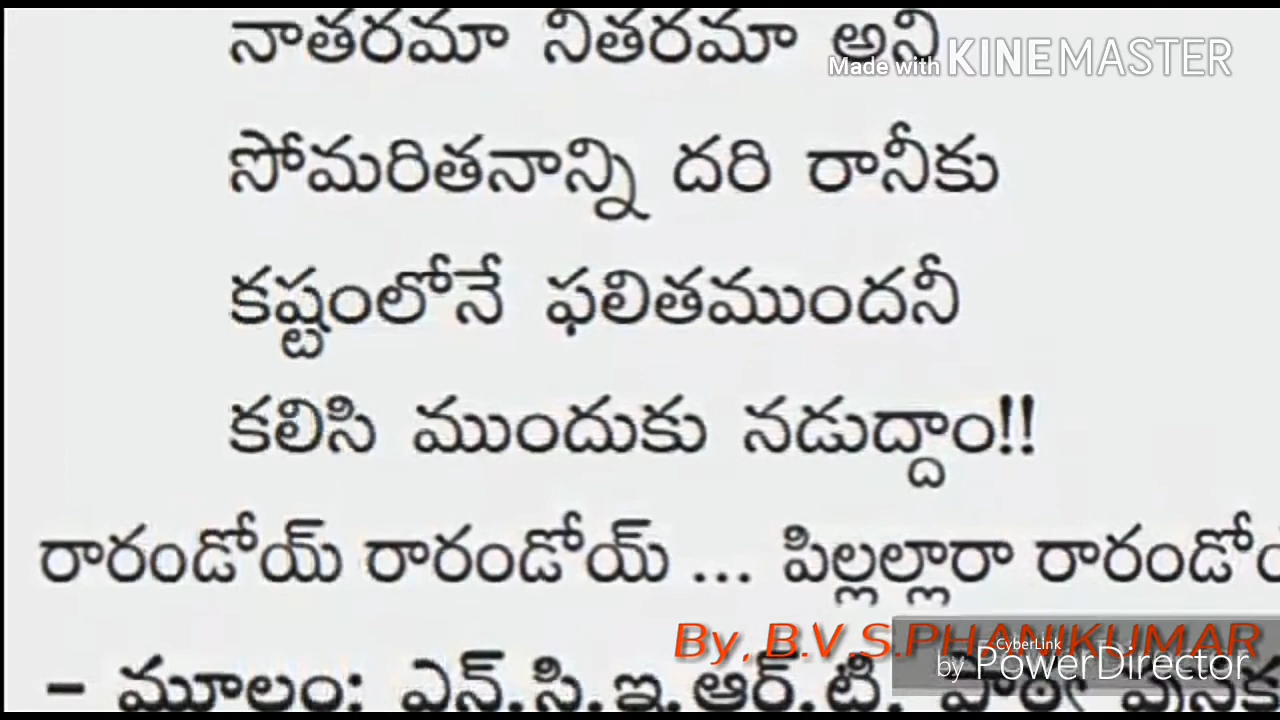 నాతరమా నితరమా అని
Made with KINEMASTER
సోమరితనాన్ని దరి రానీకు
కష్టంలోనే ఫలితముందనీ
కలిసి ముందుకు నడుద్దాం!!
రారండోయ్ రారండోయ్ ... పిల్లల్లారా రారండో
By, B.V.S.PHANIKUMAR
CyberLink
by PowerDirector
- మూలం: ఎన్.సి.ఇ.ఆర్.టి.